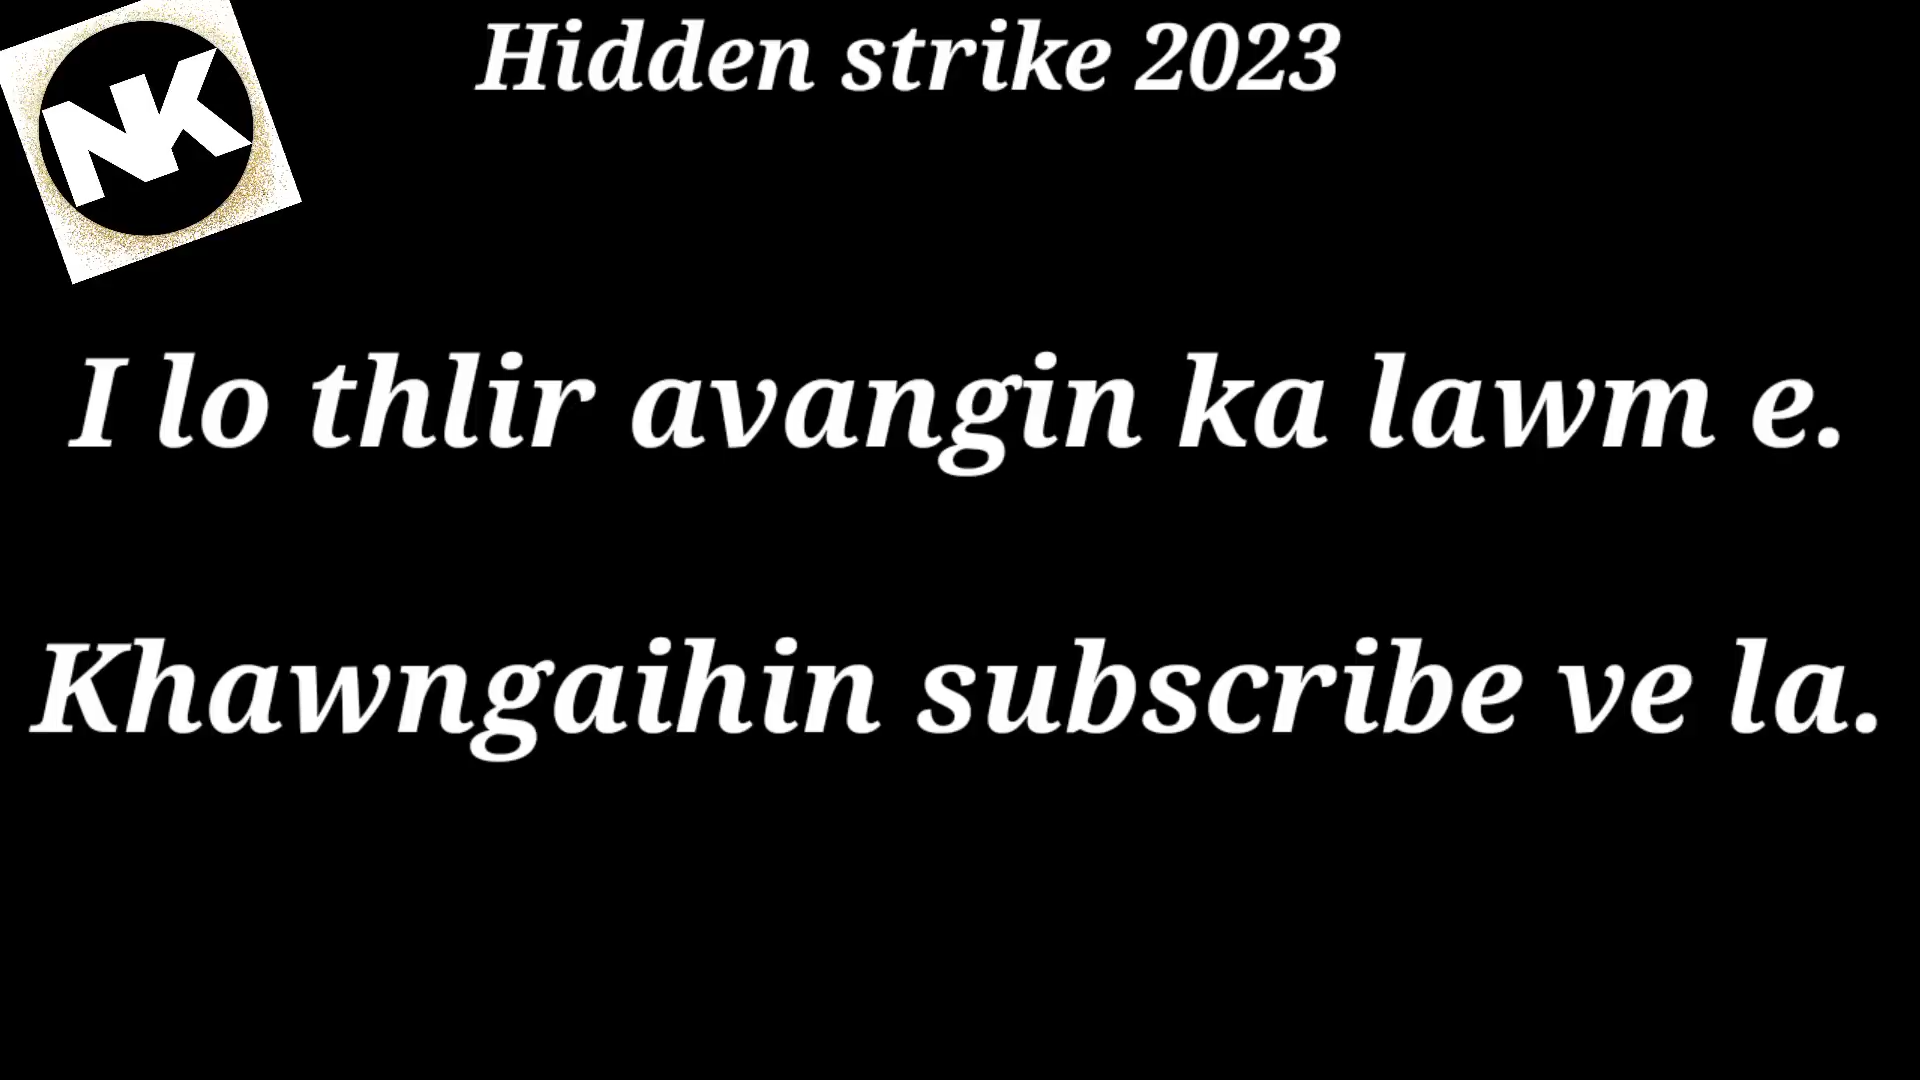 NK
Hidden strike 2023
I lo thlir avangin ka lawm e.
Khawngaihin subscribe ve la.